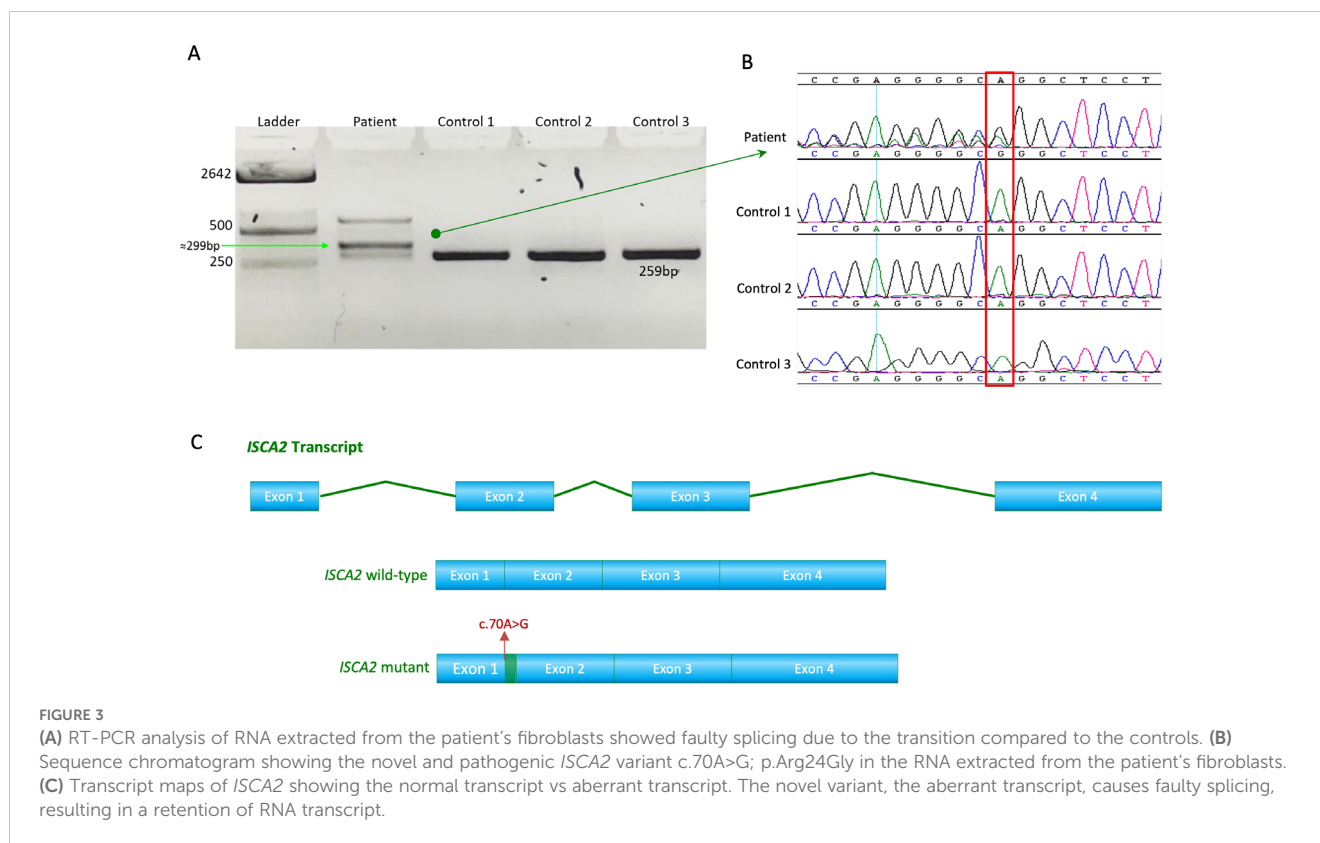 A
Ladder Patient Control 1 Control 2 Control 3
2642
500
≈299bp
250
259bp
B
C C G A G G G G C A G G C T C C T
Patient
C C G A G G G G C G G G C T C C T
Control 1
C C G A G G G G C A G G C T C C T
Control 2
C C G A G G G G C A G G C T C C T
Control 3
C C G A G G G G C A G G C T C C T
C
ISCA2 Transcript
Exon 1 Exon 2 Exon 3 Exon 4
ISCA2 wild-type Exon 1 Exon 2 Exon 3 Exon 4
c.70A>G
ISCA2 mutant Exon 1 Exon 2 Exon 3 Exon 4
FIGURE 3
(A) RT-PCR analysis of RNA extracted from the patient's fibroblasts showed faulty splicing due to the transition compared to the controls. (B)
Sequence chromatogram showing the novel and pathogenic ISCA2 variant c.70A>G; p.Arg24Gly in the RNA extracted from the patient's fibroblasts.
(C) Transcript maps of ISCA2 showing the normal transcript vs aberrant transcript. The novel variant, the aberrant transcript, causes faulty splicing,
resulting in a retention of RNA transcript.